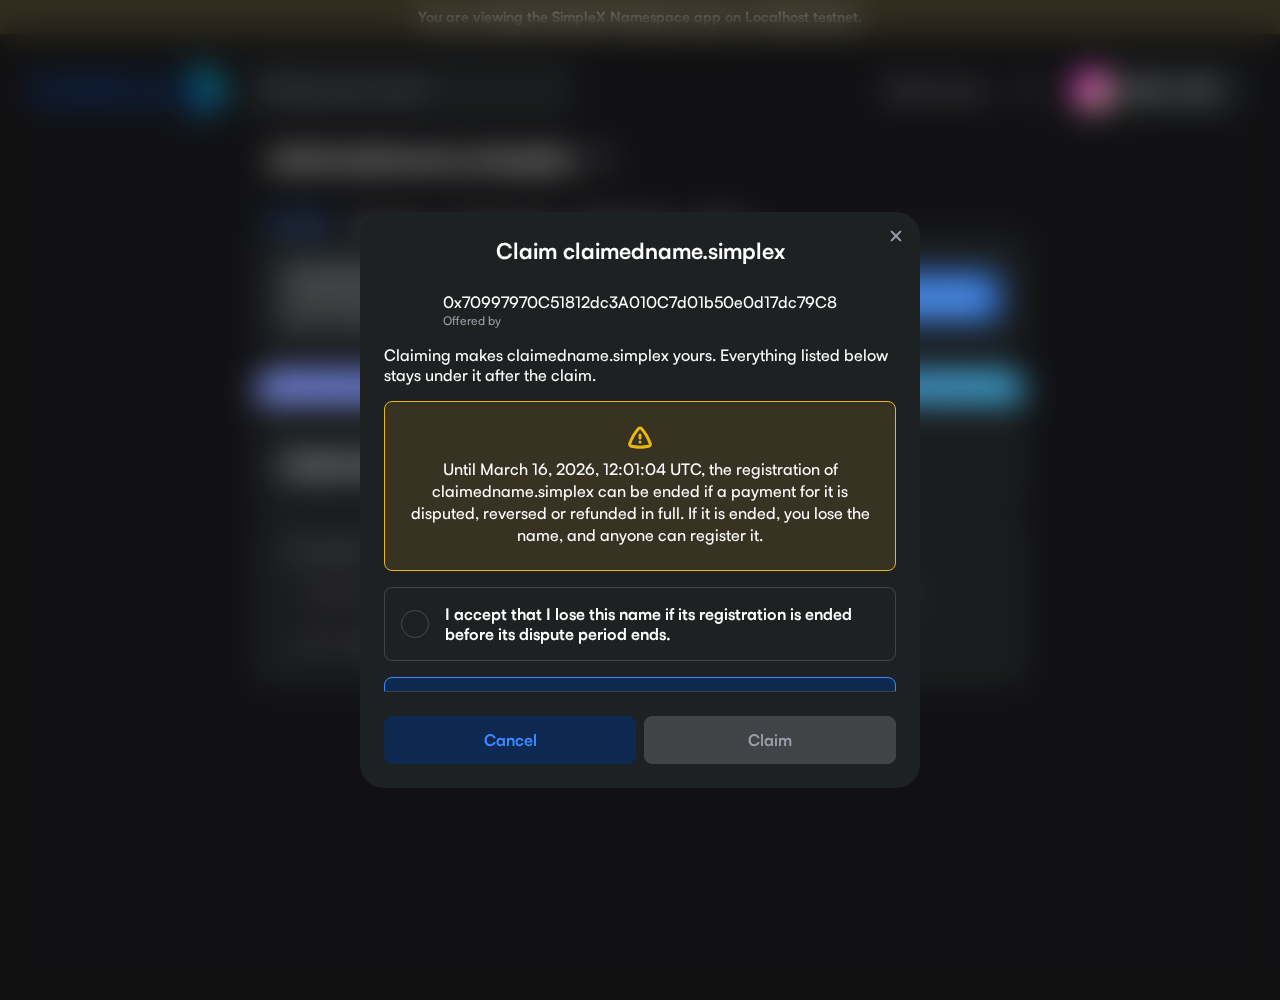 You are viewing the SimpleX Namespace app on Localhost testnet.
Claim claimedname.simplex
0x70997970C51812dc3A010C7d01b50e0d17dc79C8
Offered by
Claiming makes claimedname.simplex yours. Everything listed below
stays under it after the claim.
Until March 16, 2026, 12:01:04 UTC, the registration of
claimedname.simplex can be ended if a payment for it is
disputed, reversed or refunded in full. If it is ended, you lose the
name, and anyone can register it.
I accept that I lose this name if its registration is ended
before its dispute period ends.
Cancel
Claim